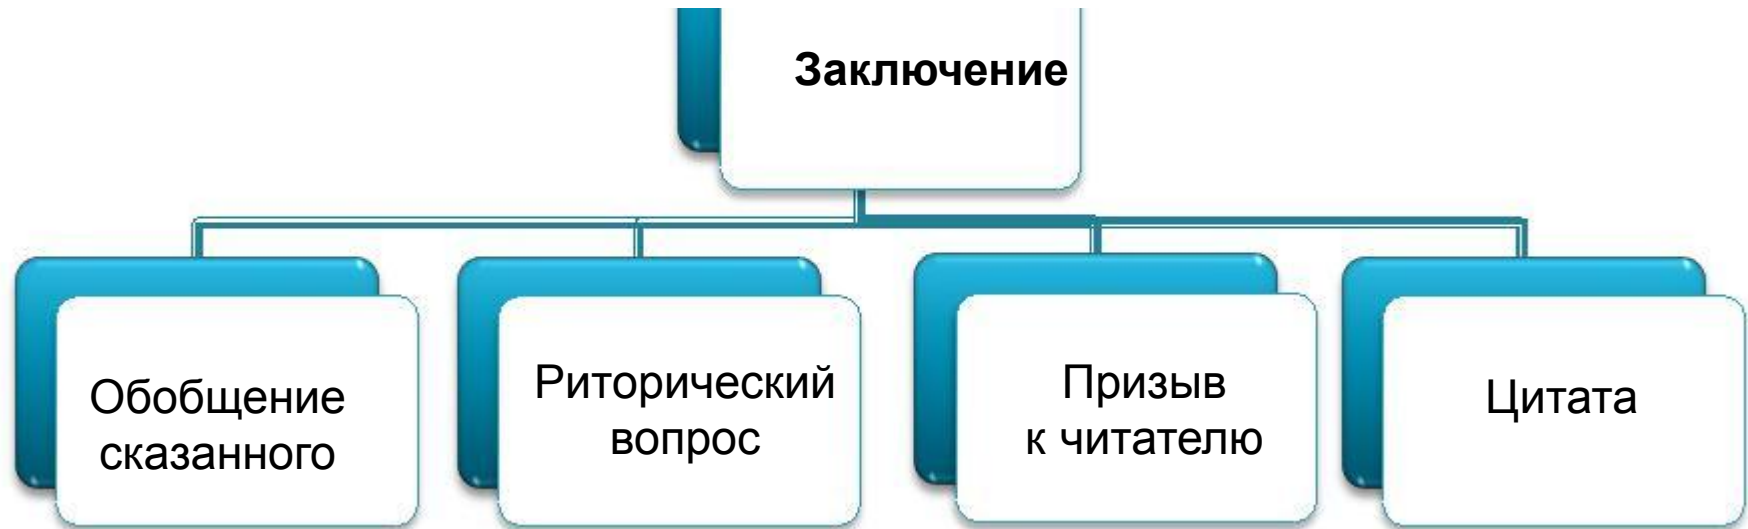 Заключение
Обобщение
сказанного
Риторический
вопрос
Призыв
к читателю
Цитата